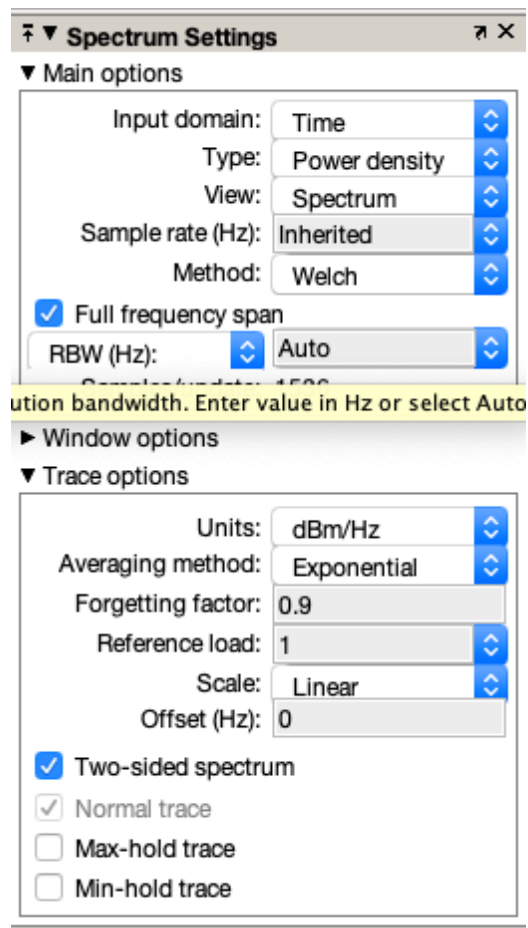 Spectrum Settings
Main options
Input domain: Time
Type: Power density
View: Spectrum
Sample rate (Hz): Inherited
Method: Welch
Full frequency span
RBW (Hz): Auto
ution bandwidth. Enter value in Hz or select Auto
Window options
Trace options
Units: dBm/Hz
Averaging method: Exponential
Forgetting factor: 0.9
Reference load: 1
Scale: Linear
Offset (Hz): 0
Two-sided spectrum
Normal trace
Max-hold trace
Min-hold trace